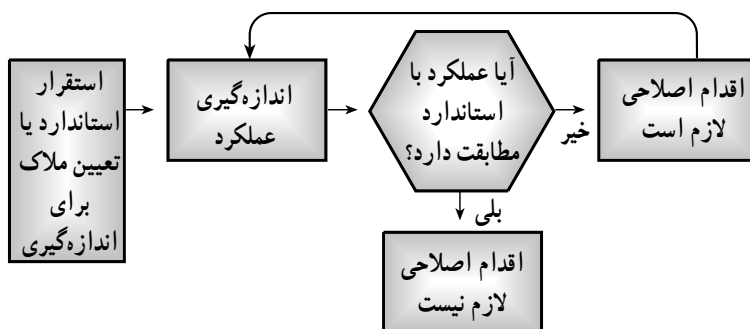 استقرار
استاندارد یا
تعیین ملاک
برای
اندازه‌گیری
اندازه‌گیری
عملکرد
آیا عملکرد با
استاندارد
مطابقت دارد؟
خیر
اقدام اصلاحی
لازم است
بلی
اقدام اصلاحی
لازم نیست